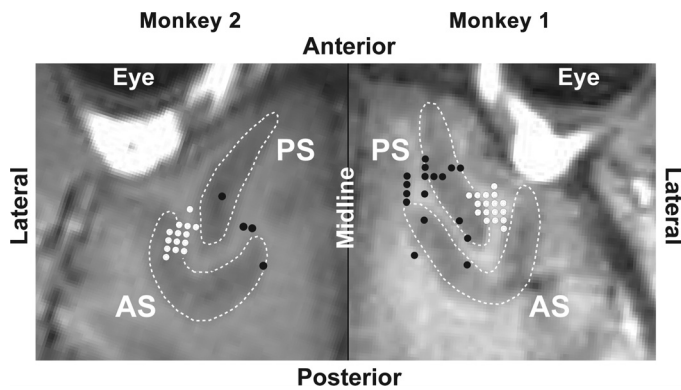 Monkey 2
Monkey 1
Anterior
Eye
Eye
PS
PS
Lateral
Midline
Lateral
AS
AS
Posterior